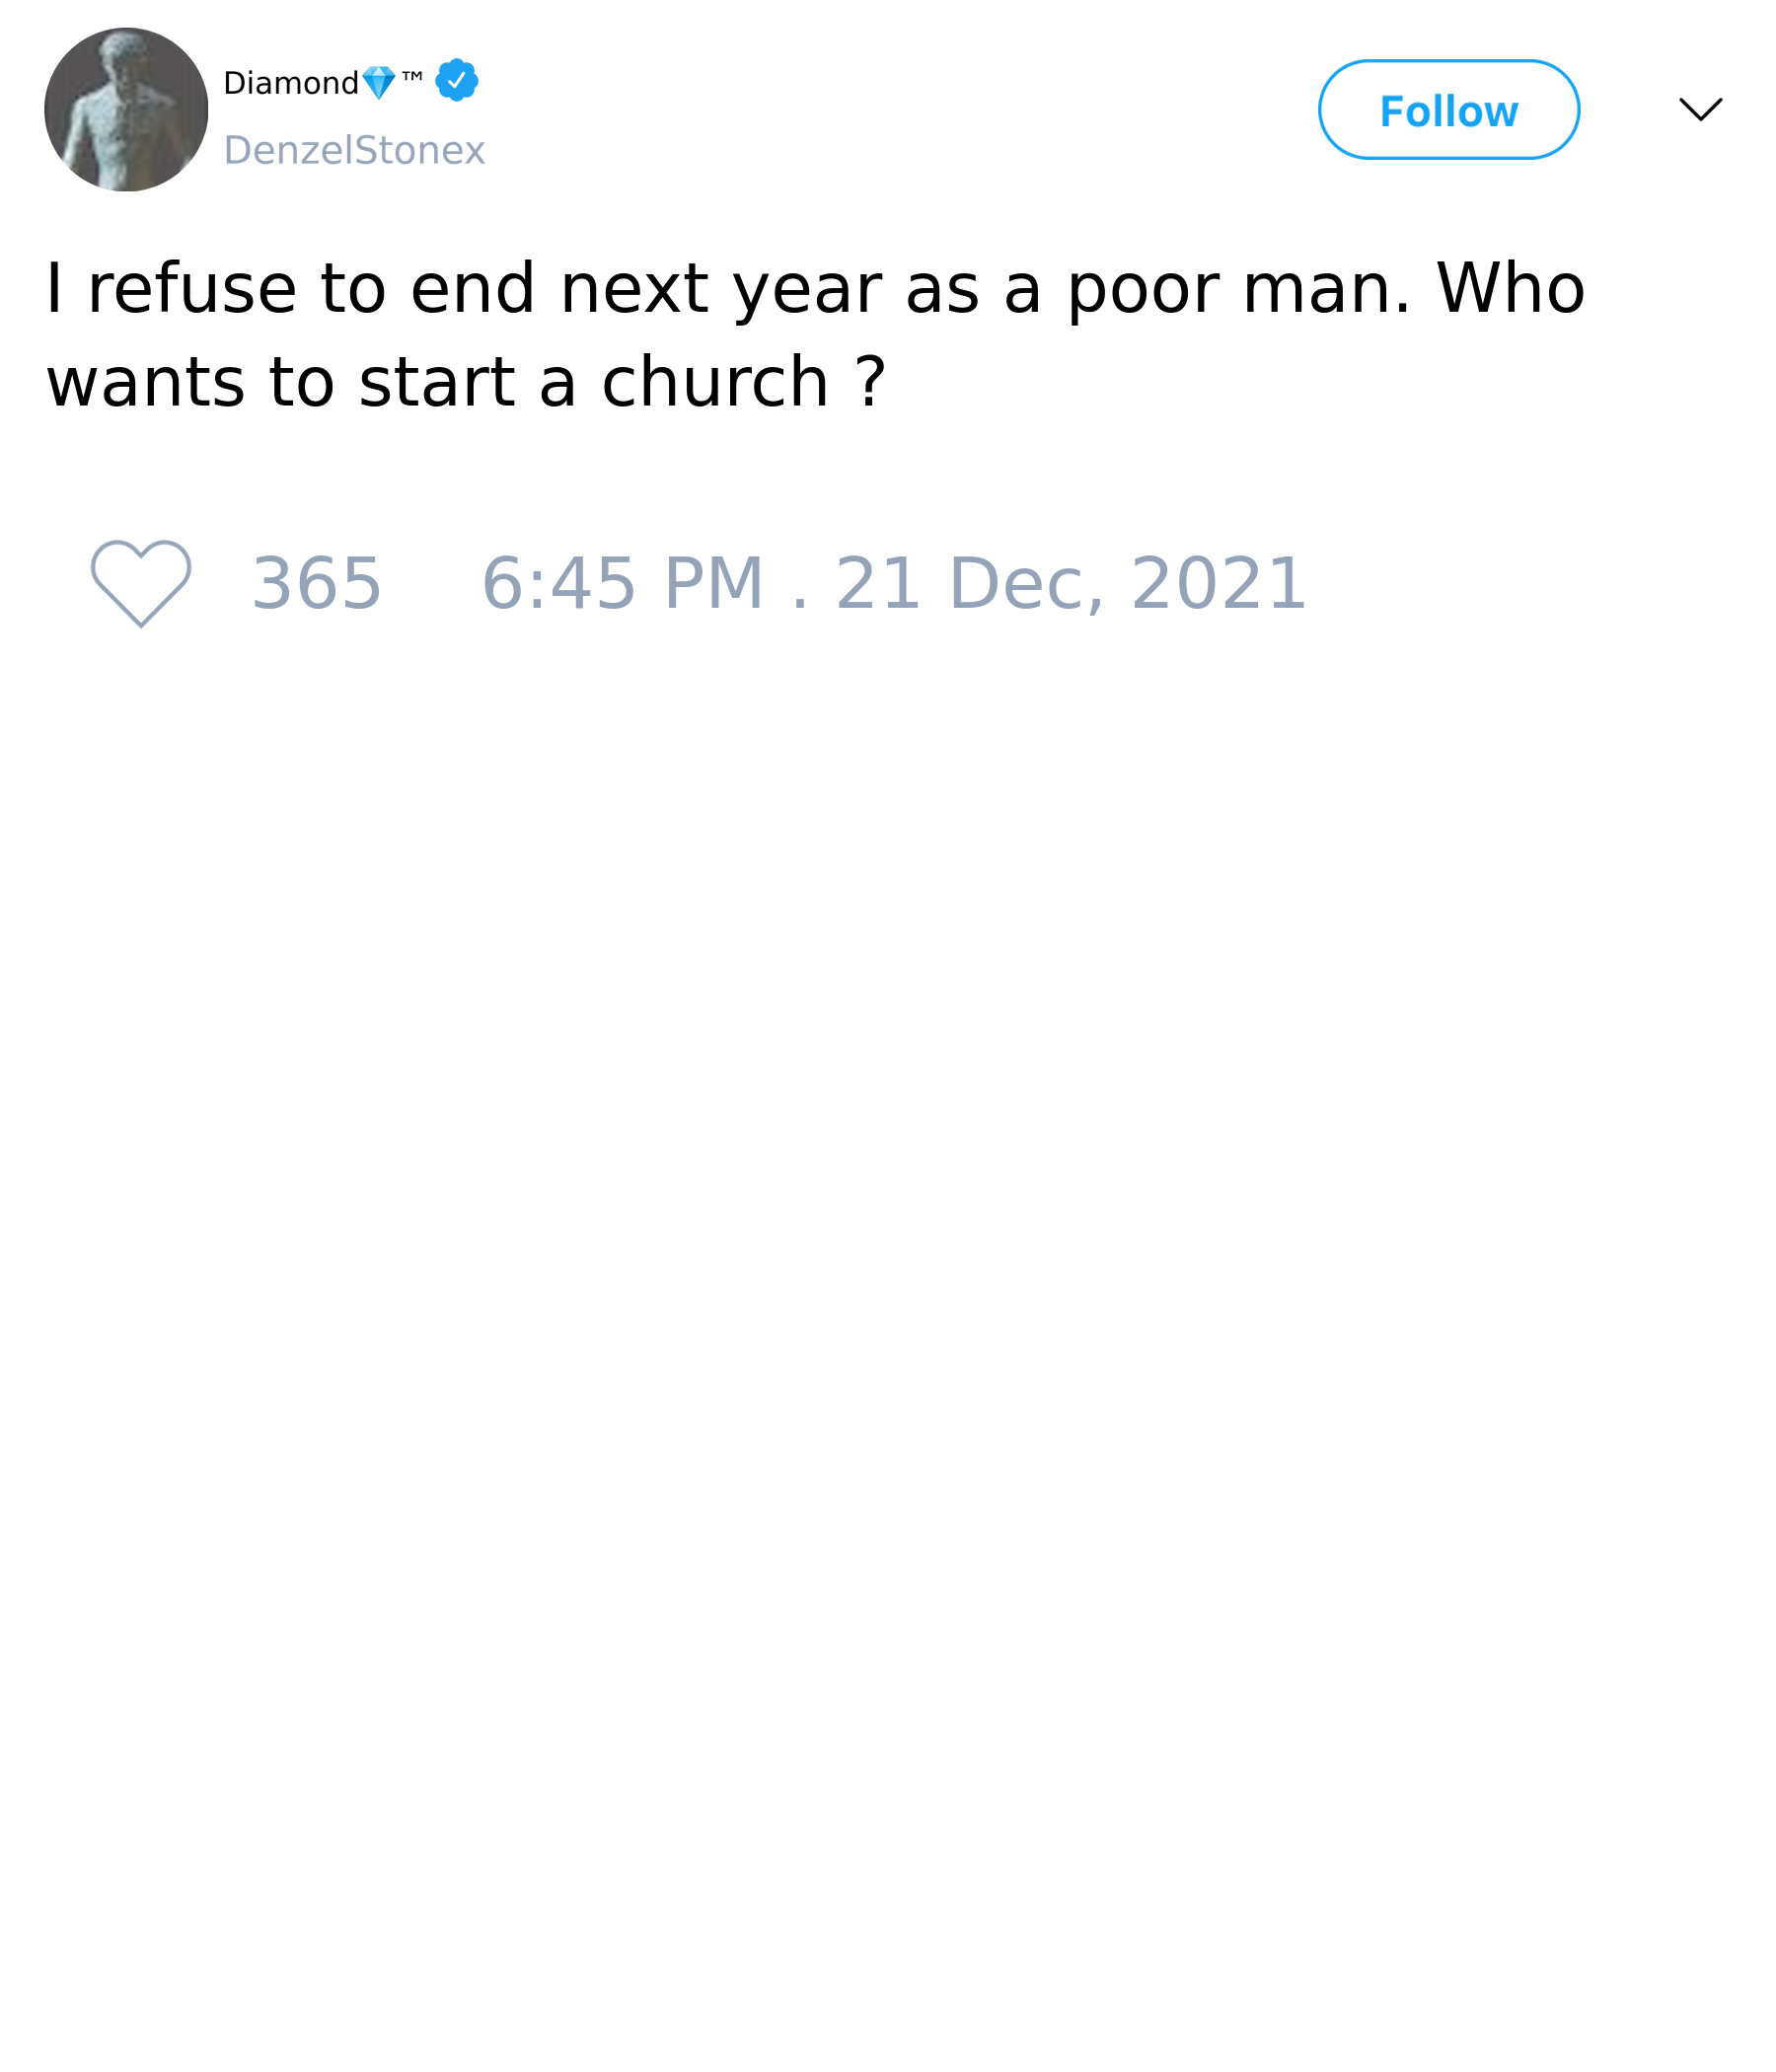 Diamond💎™
DenzelStonex
Follow
I refuse to end next year as a poor man. Who
wants to start a church ?
365 6:45 PM . 21 Dec, 2021